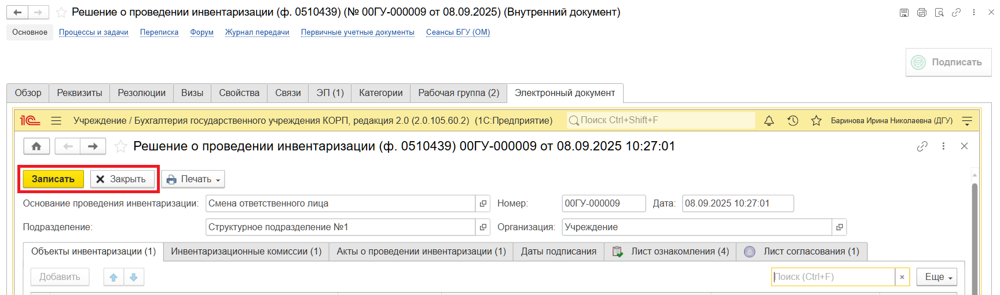 Решение о проведении инвентаризации (ф. 0510439) (№ 00ГУ-000009 от 08.09.2025) (Внутренний документ)
Основное Процессы и задачи Переписка Форум Журнал передачи Первичные учетные документы Сеансы БГУ (ОМ)
Подписать
Обзор Реквизиты Резолюции Визы Свойства Связи ЭП (1) Категории Рабочая группа (2) Электронный документ
1С Учреждение / Бухгалтерия государственного учреждения КОРП, редакция 2.0 (2.0.105.60.2) (1С:Предприятие) Поиск Ctrl+Shift+F Баринова Ирина Николаевна (ДГУ)
Решение о проведении инвентаризации (ф. 0510439) 00ГУ-000009 от 08.09.2025 10:27:01
Записать Закрыть Печать
Основание проведения инвентаризации: Смена ответственного лица Номер: 00ГУ-000009 Дата: 08.09.2025 10:27:01
Подразделение: Структурное подразделение №1 Организация: Учреждение
Объекты инвентаризации (1) Инвентаризационные комиссии (1) Акты о проведении инвентаризации (1) Даты подписания Лист ознакомления (4) Лист согласования (1)
Добавить Поиск (Ctrl+F) × Еще